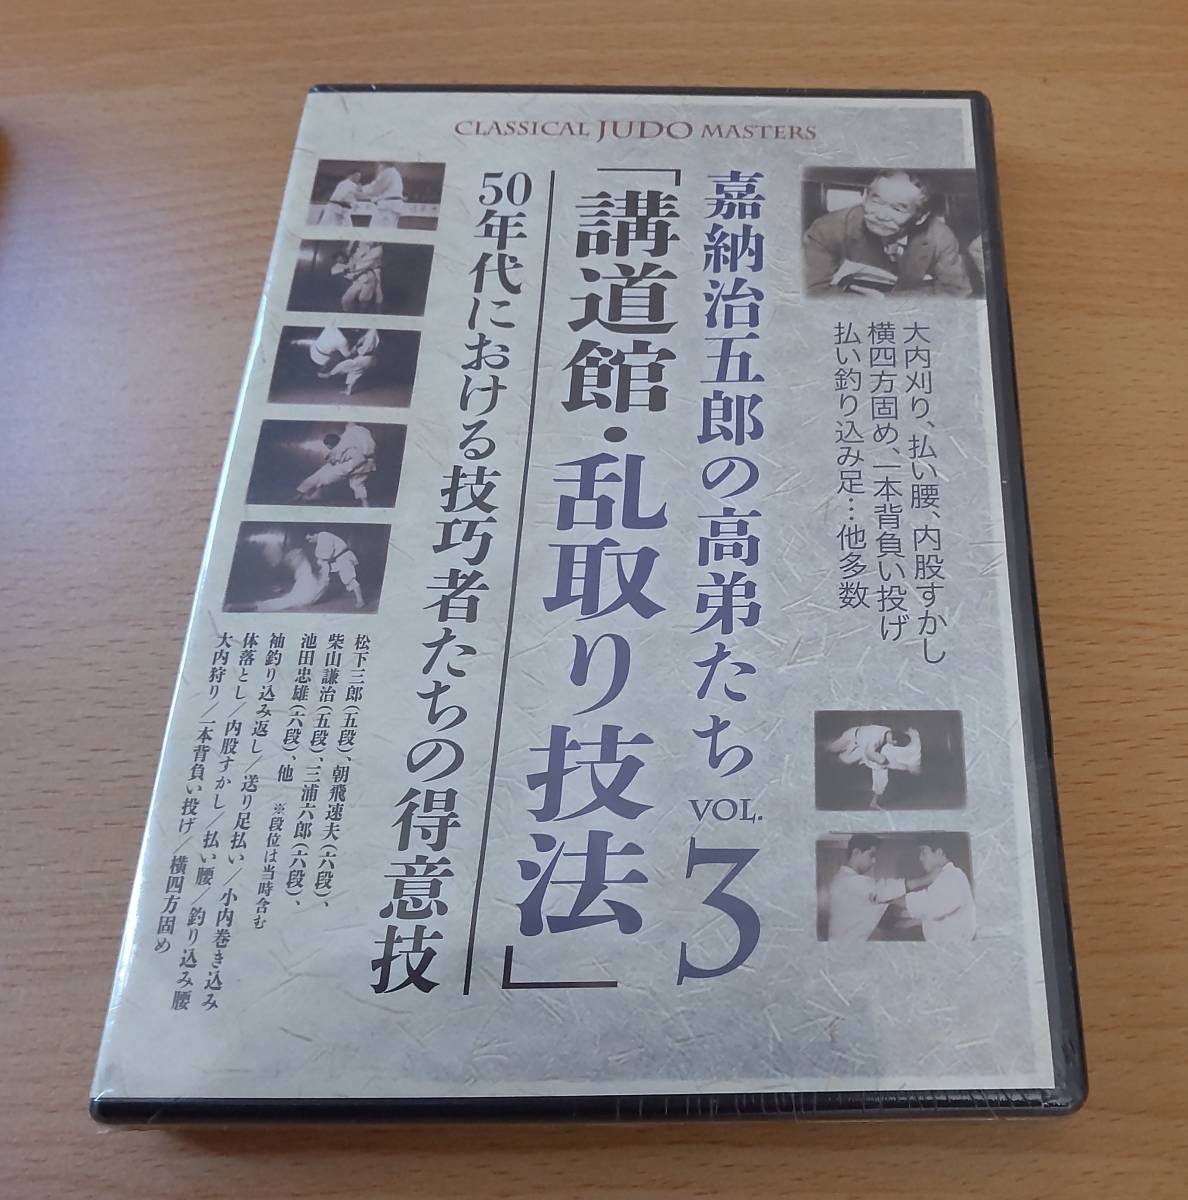 CLASSICAL JUDO MASTERS
大内刈り、払い腰、内股すかし
横四方固め、一本背負い投げ
払い釣り込み足…他多数
嘉納治五郎の高弟たち VOL.3
「講道館・乱取り技法」
50年代における技巧者たちの得意技
松下三郎(五段)、朝飛速夫(六段)、
柴山謙治(五段)、三浦六郎(六段)、
池田忠雄(六段)、他 ※段位は当時含む
袖釣り込み返し/送り足払い/小内巻き込み
体落とし/内股すかし/払い腰/釣り込み腰
大内狩り/一本背負い投げ/横四方固め